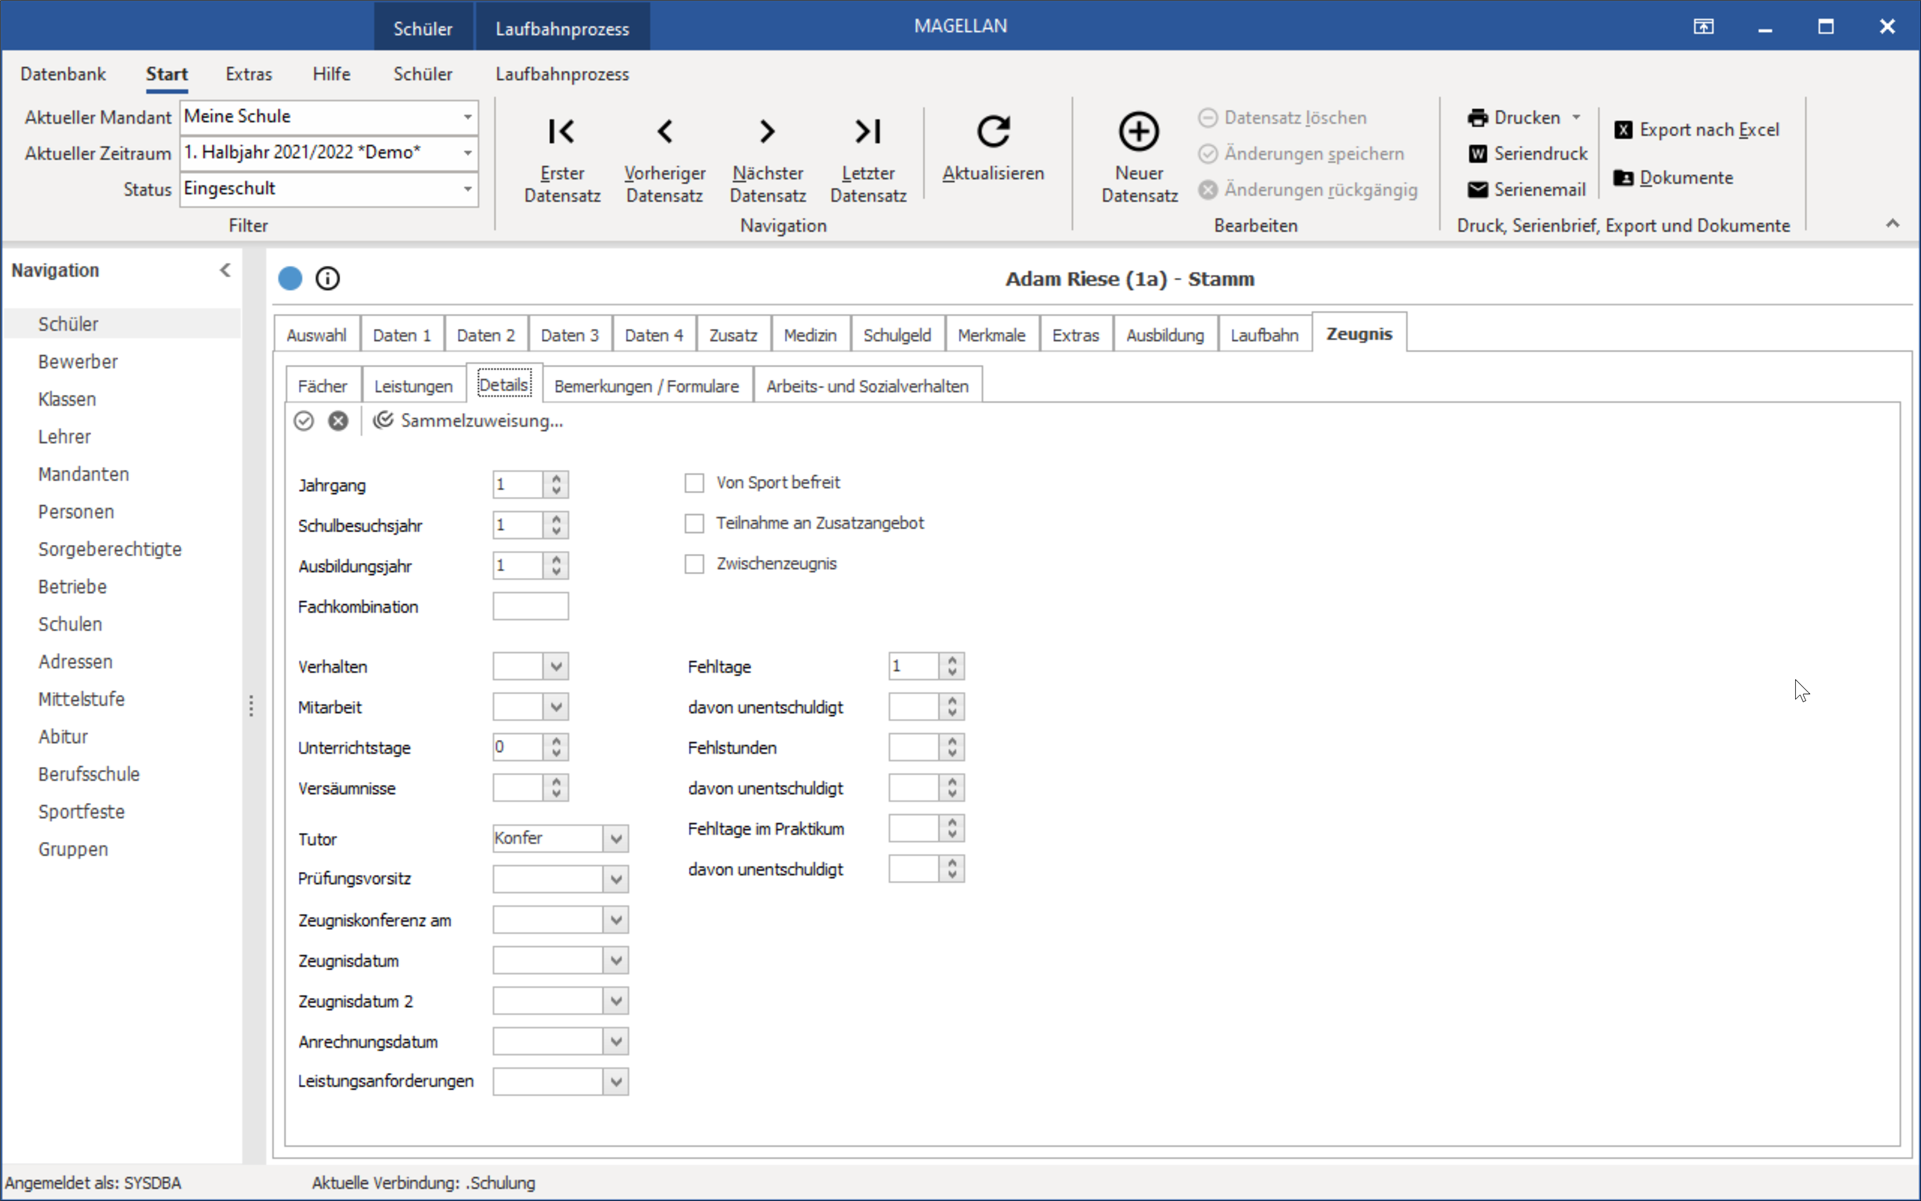 Schüler
Laufbahnprozess
MAGELLAN
Datenbank
Start
Extras
Hilfe
Schüler
Laufbahnprozess
Aktueller Mandant
Meine Schule
Aktueller Zeitraum
1. Halbjahr 2021/2022 *Demo*
Status
Eingeschult
Filter
Erster
Datensatz
Vorheriger
Datensatz
Nächster
Datensatz
Letzter
Datensatz
Navigation
Aktualisieren
Neuer
Datensatz
Datensatz löschen
Änderungen speichern
Änderungen rückgängig
Bearbeiten
Drucken
Seriendruck
Serienemail
Export nach Excel
Dokumente
Druck, Serienbrief, Export und Dokumente
Navigation
Schüler
Bewerber
Klassen
Lehrer
Mandanten
Personen
Sorgeberechtigte
Betriebe
Schulen
Adressen
Mittelstufe
Abitur
Berufsschule
Sportfeste
Gruppen
Adam Riese (1a) - Stamm
Auswahl
Daten 1
Daten 2
Daten 3
Daten 4
Zusatz
Medizin
Schulgeld
Merkmale
Extras
Ausbildung
Laufbahn
Zeugnis
Fächer
Leistungen
Details
Bemerkungen / Formulare
Arbeits- und Sozialverhalten
Sammelzuweisung...
Jahrgang
1
Schulbesuchsjahr
1
Ausbildungsjahr
1
Fachkombination
Von Sport befreit
Teilnahme an Zusatzangebot
Zwischenzeugnis
Verhalten
Mitarbeit
Unterrichtstage
0
Versäumnisse
Tutor
Konfer
Prüfungsvorsitz
Zeugniskonferenz am
Zeugnisdatum
Zeugnisdatum 2
Anrechnungsdatum
Leistungsanforderungen
Fehltage
1
davon unentschuldigt
Fehlstunden
davon unentschuldigt
Fehltage im Praktikum
davon unentschuldigt
Angemeldet als: SYSDBA
Aktuelle Verbindung: .Schulung